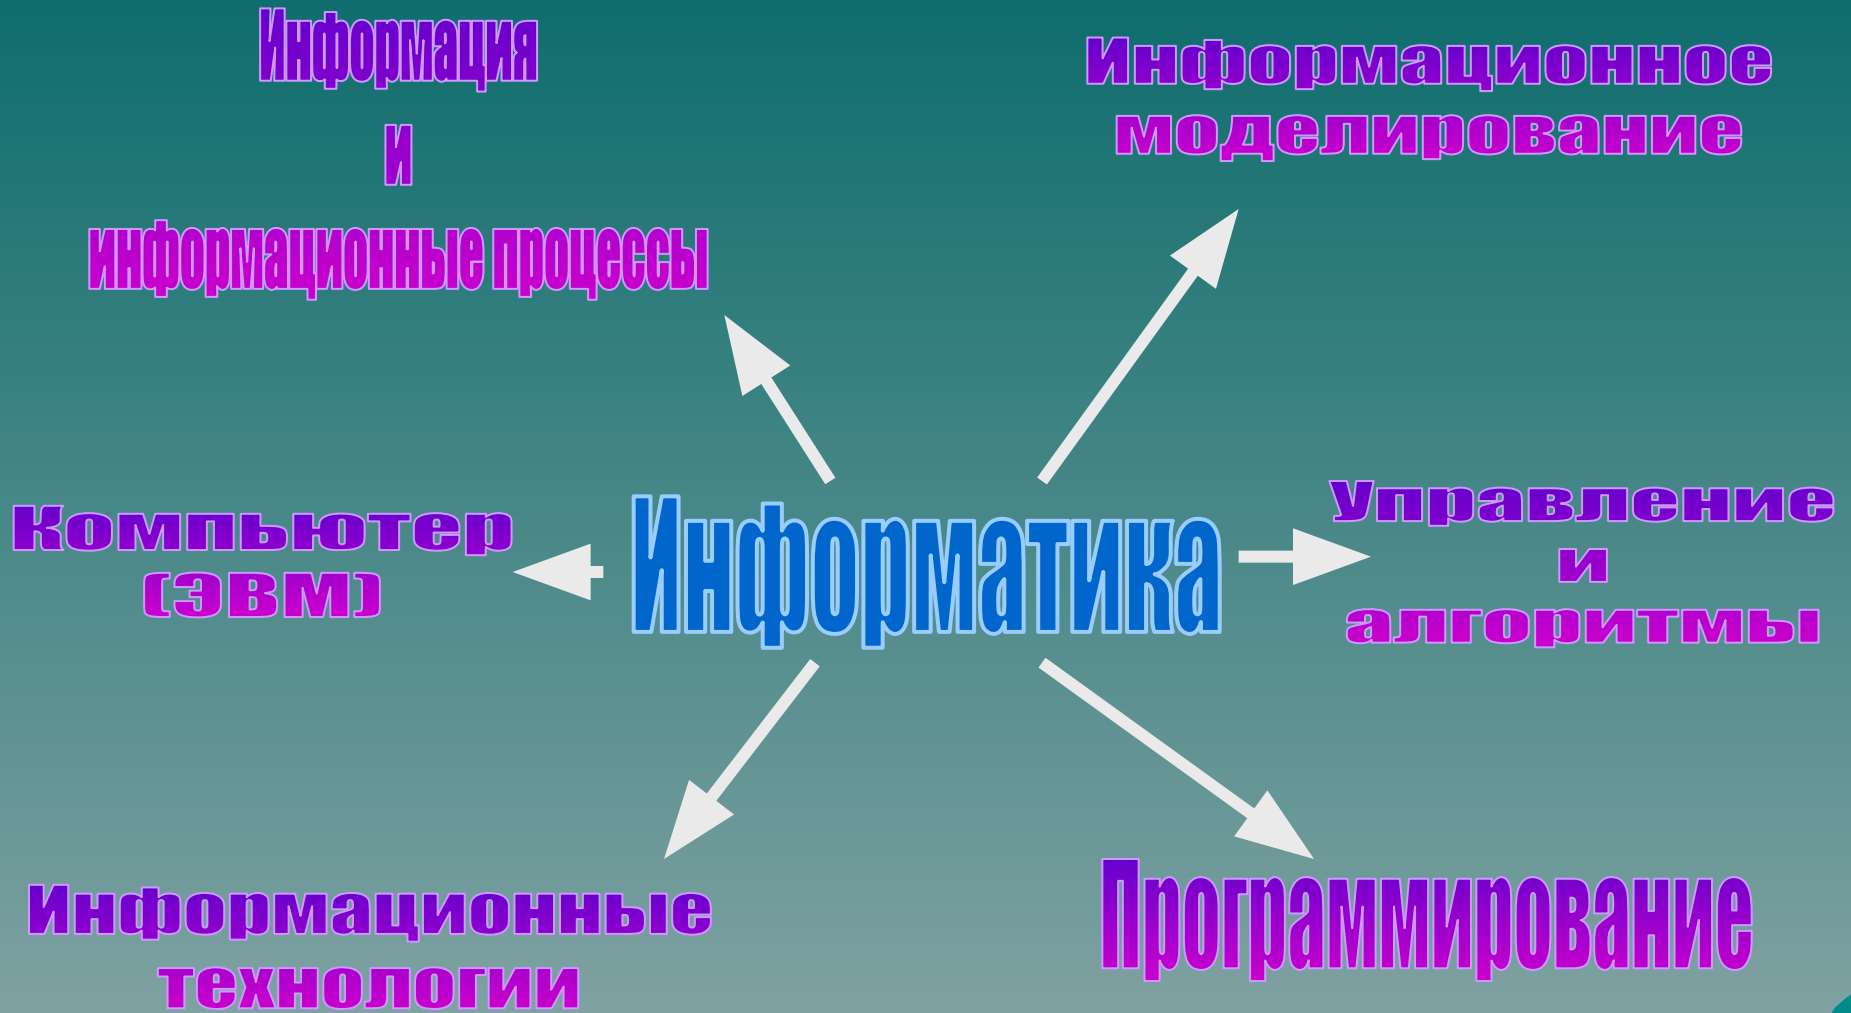 Информация
и
информационные процессы
Информационное
моделирование
Компьютер
(ЭВМ)
Информатика
Управление
и
алгоритмы
Информационные
технологии
Программирование